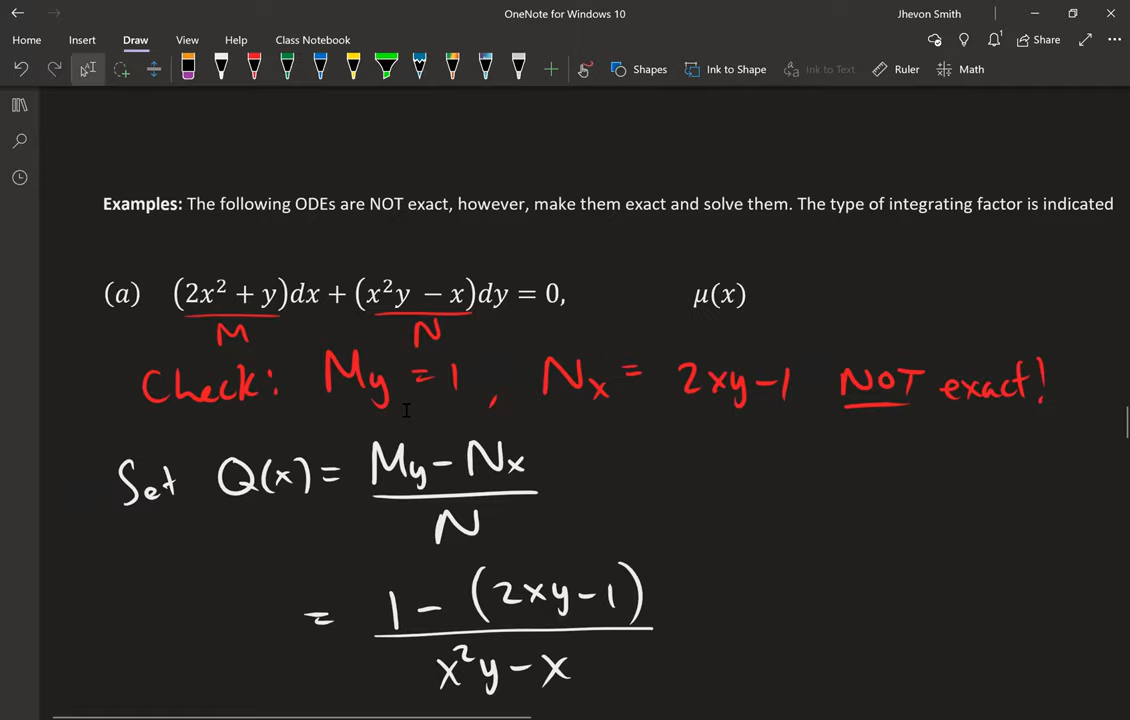 OneNote for Windows 10
Jhevon Smith
Home Insert Draw View Help Class Notebook
Share
Shapes Ink to Shape Ink to Text Ruler Math
Examples: The following ODEs are NOT exact, however, make them exact and solve them. The type of integrating factor is indicated
(a) (2x² + y)dx + (x²y − x)dy = 0, μ(x)
M N
Check: My = 1, Nx = 2xy−1 NOT exact!
Set Q(x) = My − Nx
N
= 1 − (2xy−1)
x²y − x